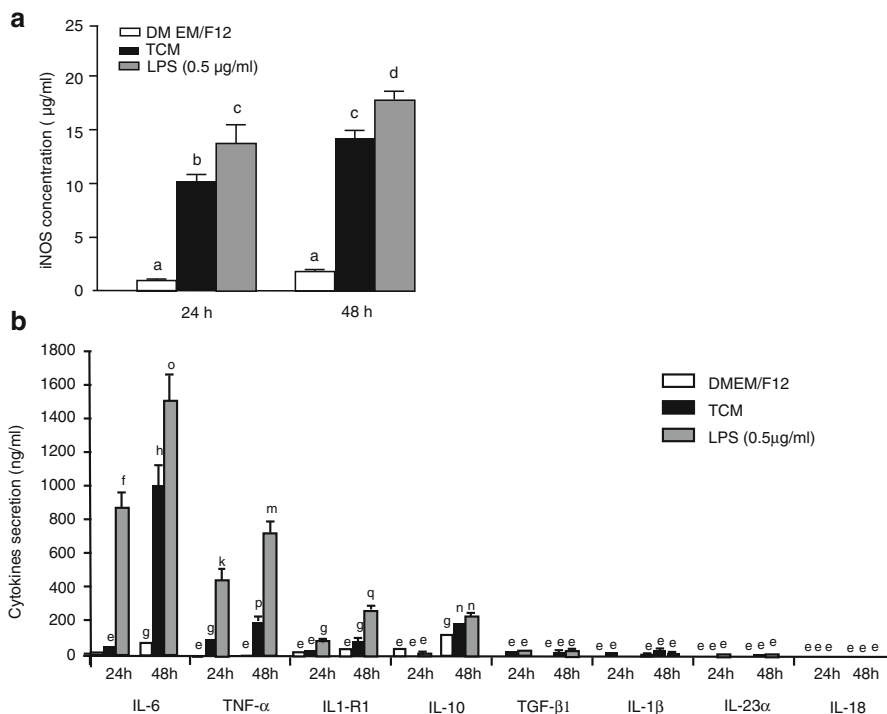 a
DM EM/F12
TCM
LPS (0.5 µg/ml)
iNOS concentration ( µg/ml)
25
20
15
10
5
0
a
b
c
a
c
d
24 h
48 h
b
Cytokines secretion (ng/ml)
1800
1600
1400
1200
1000
800
600
400
200
0
DMEM/F12
TCM
LPS (0.5µg/ml)
e f g h o
e g k e p m
e e g e g q
e e e g n n
e e e e e
e e e e e
e e e e e e
e e e e e e
24h 48h 24h 48h 24h 48h 24h 48h 24h 48h 24h 48h 24h 48h 24h 48h
IL-6 TNF-α IL1-R1 IL-10 TGF-β1 IL-1β IL-23α IL-18